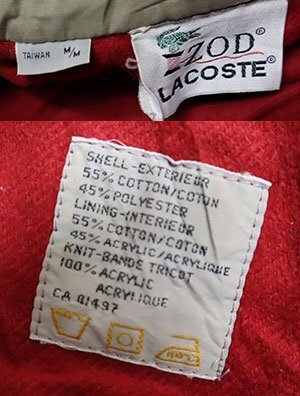 TAIWAN M/M
IZOD®
LACOSTE®
SHELL-EXTERIEUR
55% COTTON/COTON
45% POLYESTER
LINING-INTERIEUR
55% COTTON/COTON
45% ACRYLIC/ACRYLIQUE
KNIT-BANDE TRICOT
100% ACRYLIC
ACRYLIQUE
CA 01497